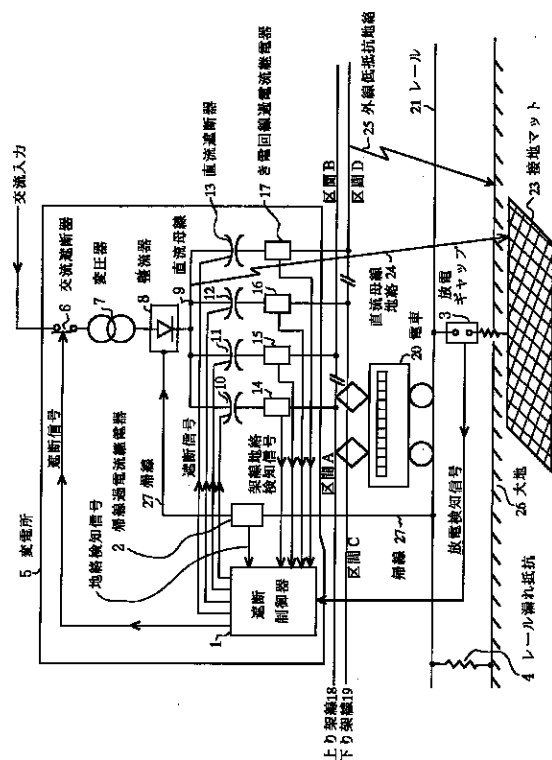 5 変電所
遮断信号
交流入力
6 交流遮断器
7 変圧器
8 整流器
直流母線
9
13 直流遮断器
12
11
10
遮断信号
17 き電回線過電流継電器
16
15
14
架線地絡
検知信号
27 帰線
2 帰線過電流継電器
地絡検知信号
遮断
制御器
1
区間A
区間B
区間C
区間D
上り架線18
下り架線19
直流母線
地絡 24
25 外線低抵抗地絡
20 電車
帰線 27
21 レール
放電
ギャップ
3
放電検知信号
4 レール漏れ抵抗
26 大地
23 接地マット